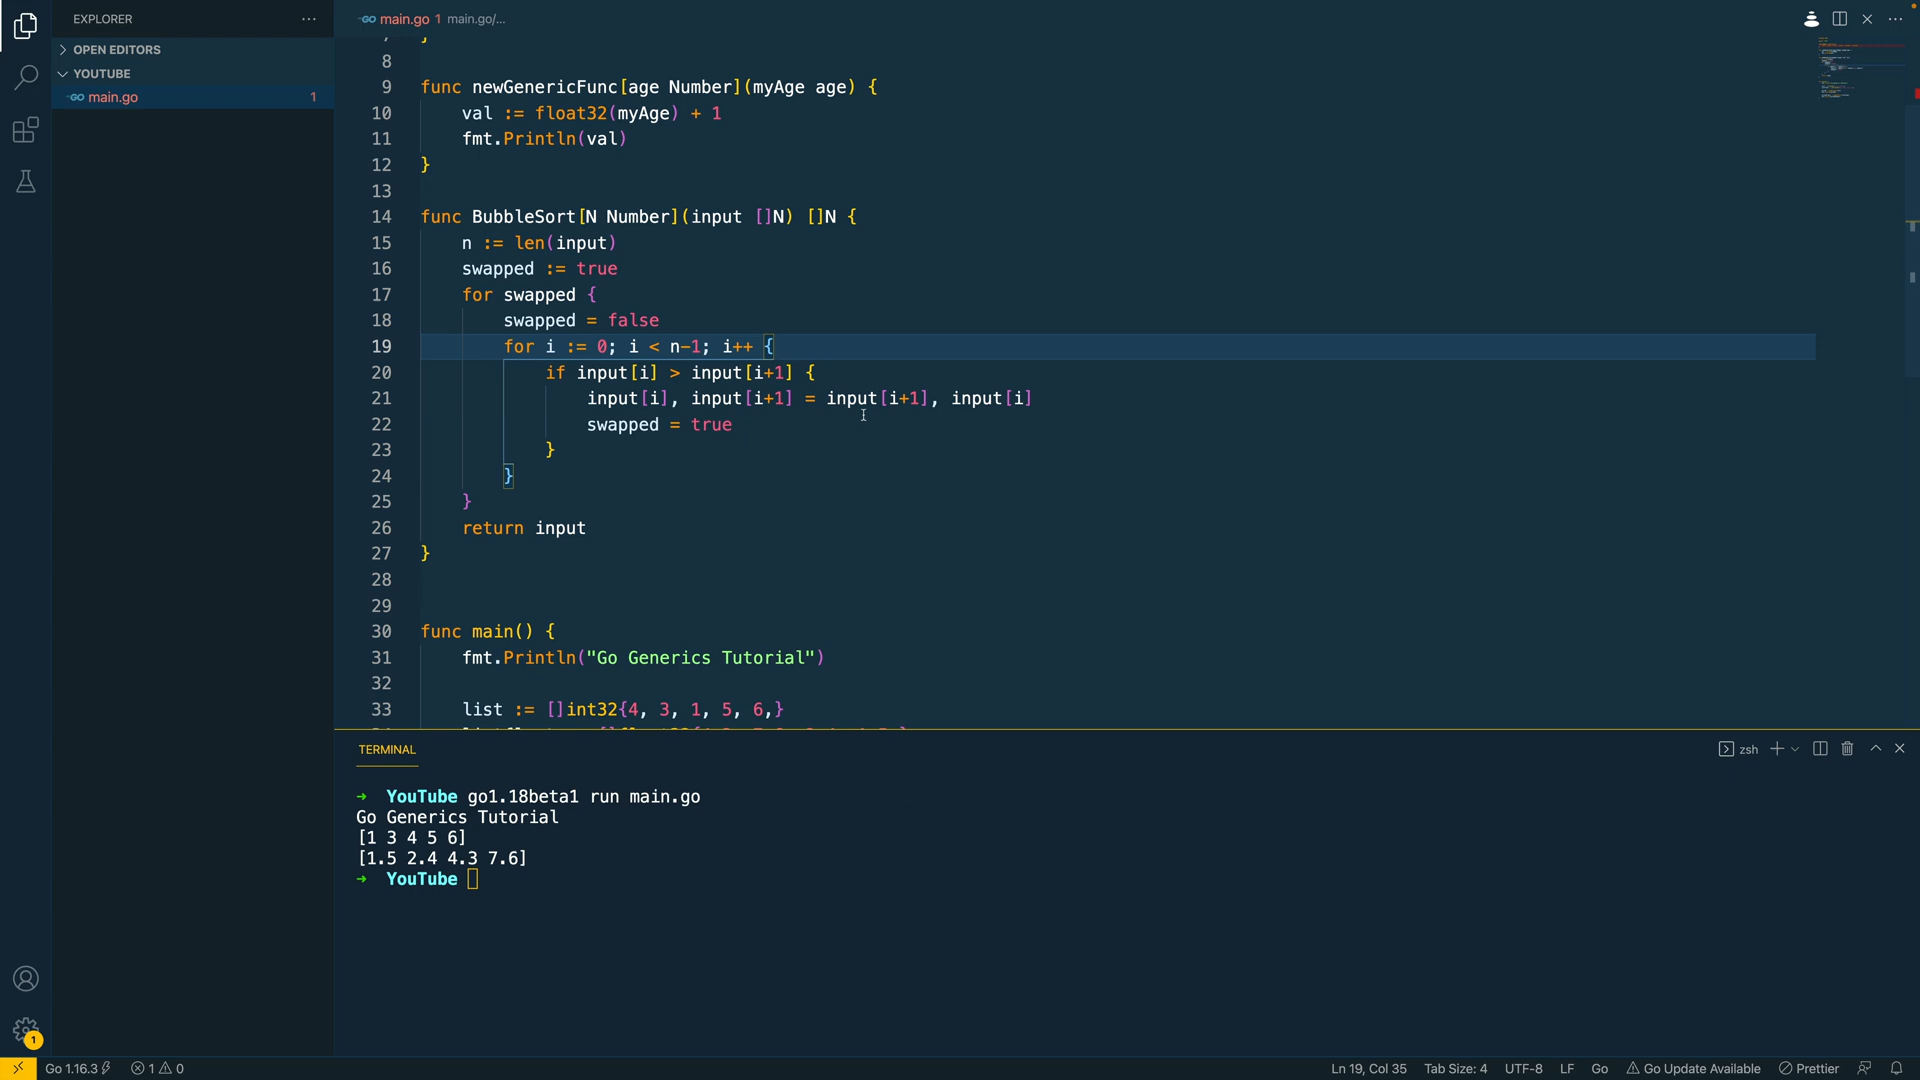 EXPLORER
OPEN EDITORS
YOUTUBE
GO main.go 1
GO main.go 1 main.go/...
8
9 func newGenericFunc[age Number](myAge age) {
10 val := float32(myAge) + 1
11 fmt.Println(val)
12 }
13
14 func BubbleSort[N Number](input []N) []N {
15 n := len(input)
16 swapped := true
17 for swapped {
18 swapped = false
19 for i := 0; i < n-1; i++ {
20 if input[i] > input[i+1] {
21 input[i], input[i+1] = input[i+1], input[i]
22 swapped = true
23 }
24 }
25 }
26 return input
27 }
28
29
30 func main() {
31 fmt.Println("Go Generics Tutorial")
32
33 list := []int32{4, 3, 1, 5, 6,}
TERMINAL
zsh
→ YouTube go1.18beta1 run main.go
Go Generics Tutorial
[1 3 4 5 6]
[1.5 2.4 4.3 7.6]
→ YouTube
1
Go 1.16.3 1 0
Ln 19, Col 35 Tab Size: 4 UTF-8 LF Go Go Update Available Prettier